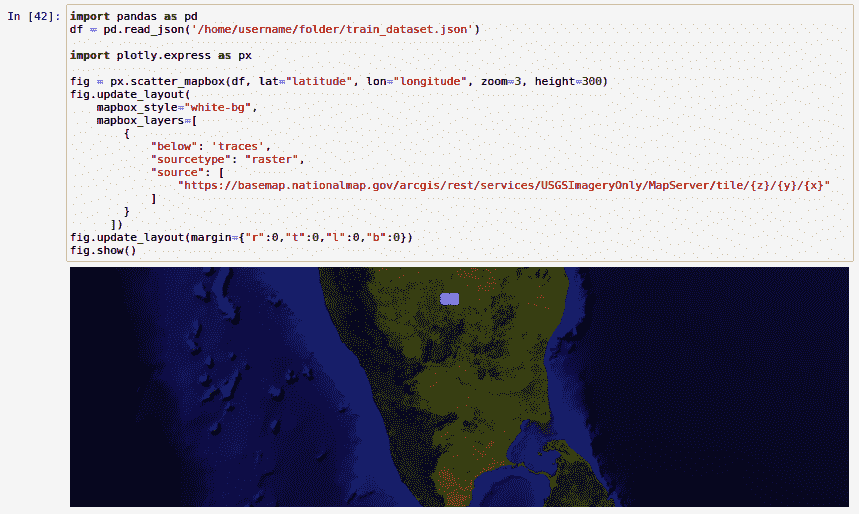 In [42]: import pandas as pd
df = pd.read_json('/home/username/folder/train_dataset.json')
import plotly.express as px
fig = px.scatter_mapbox(df, lat="latitude", lon="longitude", zoom=3, height=300)
fig.update_layout(
    mapbox_style="white-bg",
    mapbox_layers=[
        {
            "below": 'traces',
            "sourcetype": "raster",
            "source": [
                "https://basemap.nationalmap.gov/arcgis/rest/services/USGSImageryOnly/MapServer/tile/{z}/{y}/{x}"
            ]
        }
      ])
fig.update_layout(margin={"r":0,"t":0,"l":0,"b":0})
fig.show()